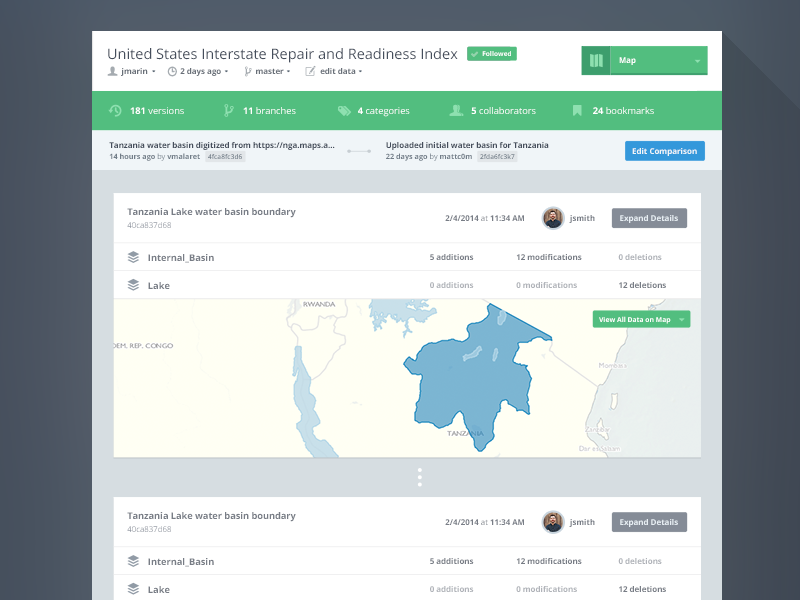 United States Interstate Repair and Readiness Index Followed
jmarin 2 days ago master edit data
Map
181 versions 11 branches 4 categories 5 collaborators 24 bookmarks
Tanzania water basin digitized from https://nga.maps.a...
14 hours ago by vmalaret 4fca8fc3d6
Uploaded initial water basin for Tanzania
22 days ago by mattc0m 2fda6fc3k7
Edit Comparison
Tanzania Lake water basin boundary
40ca837d68
2/4/2014 at 11:34 AM jsmith Expand Details
Internal_Basin 5 additions 12 modifications 0 deletions
Lake 0 additions 0 modifications 12 deletions
RWANDA
View All Data on Map
DEM. REP. CONGO
Mombasa
TANZANIA
Zanzibar
Dar es Salaam
Tanzania Lake water basin boundary
40ca837d68
2/4/2014 at 11:34 AM jsmith Expand Details
Internal_Basin 5 additions 12 modifications 0 deletions
Lake 0 additions 0 modifications 12 deletions